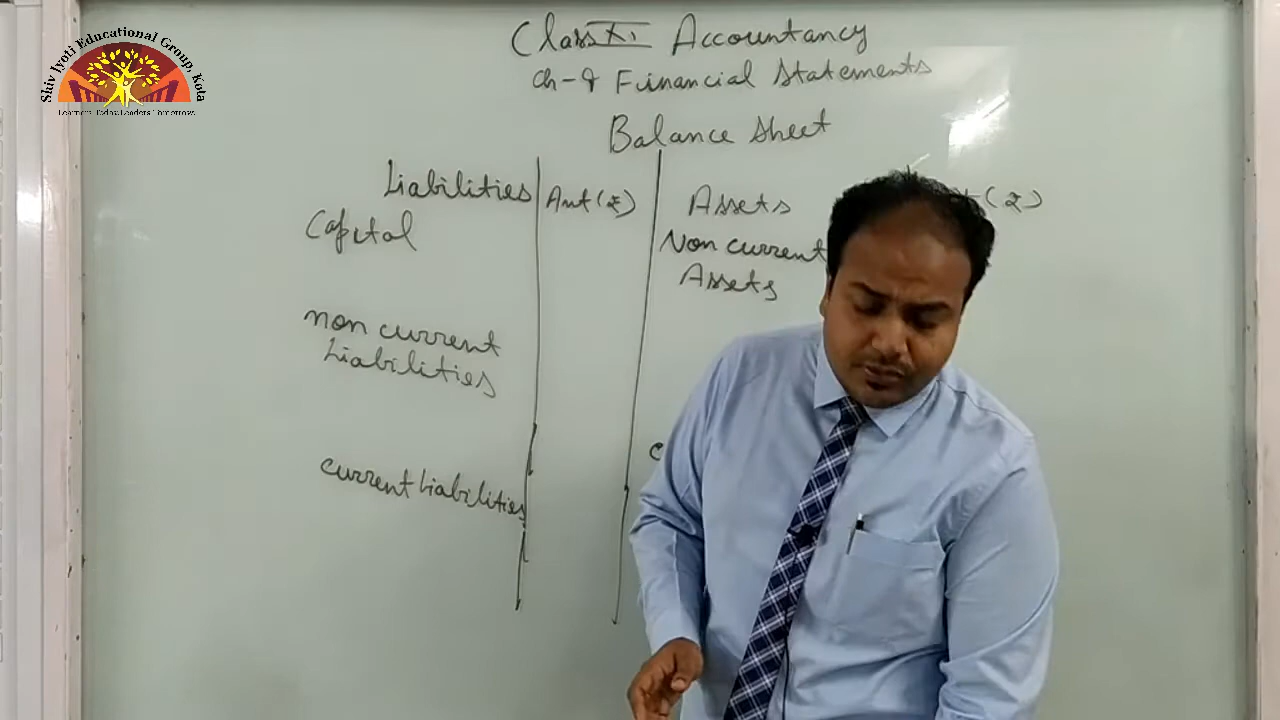 Shiv Jyoti Educational Group, Kota
Class XI Accountancy
Ch-9 Financial Statements
Balance Sheet
Liabilities Amt (₹) Assets (₹)
Capital
Non current
Assets
non current
Liabilities
current Liabilities